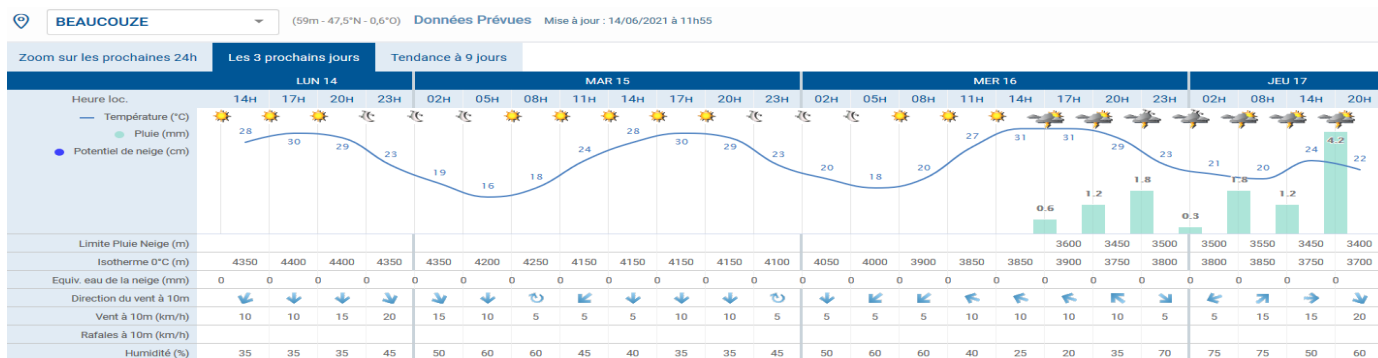 BEAUCOUZE (59m - 47,5°N - 0,6°O) Données Prévues Mise à jour : 14/06/2021 à 11h55
Zoom sur les prochaines 24h Les 3 prochains jours Tendance à 9 jours
LUN 14 MAR 15 MER 16 JEU 17
Heure loc. 14H 17H 20H 23H 02H 05H 08H 11H 14H 17H 20H 23H 02H 05H 08H 11H 14H 17H 20H 23H 02H 08H 14H 20H
Température (°C) 28 30 29 23 19 16 18 24 28 30 29 23 20 18 20 27 31 31 29 23 21 20 24 22
Pluie (mm) 0.6 1.2 1.8 0.3 1.8 1.2 4.2
Potentiel de neige (cm)
Limite Pluie Neige (m) 3600 3450 3500 3500 3550 3450 3400
Isotherme 0°C (m) 4350 4400 4400 4350 4350 4200 4250 4150 4150 4150 4150 4100 4050 4000 3900 3850 3850 3900 3750 3800 3800 3850 3750 3700
Equiv. eau de la neige (mm) 0 0 0 0 0 0 0 0 0 0 0 0 0 0 0 0 0 0 0 0 0 0 0 0
Direction du vent à 10m
Vent à 10m (km/h) 10 10 15 20 15 10 5 5 5 10 10 5 5 5 5 10 10 10 10 5 5 15 15 20
Rafales à 10m (km/h)
Humidité (%) 35 35 35 45 50 60 60 45 40 35 35 45 50 60 60 40 25 20 35 70 75 75 50 60